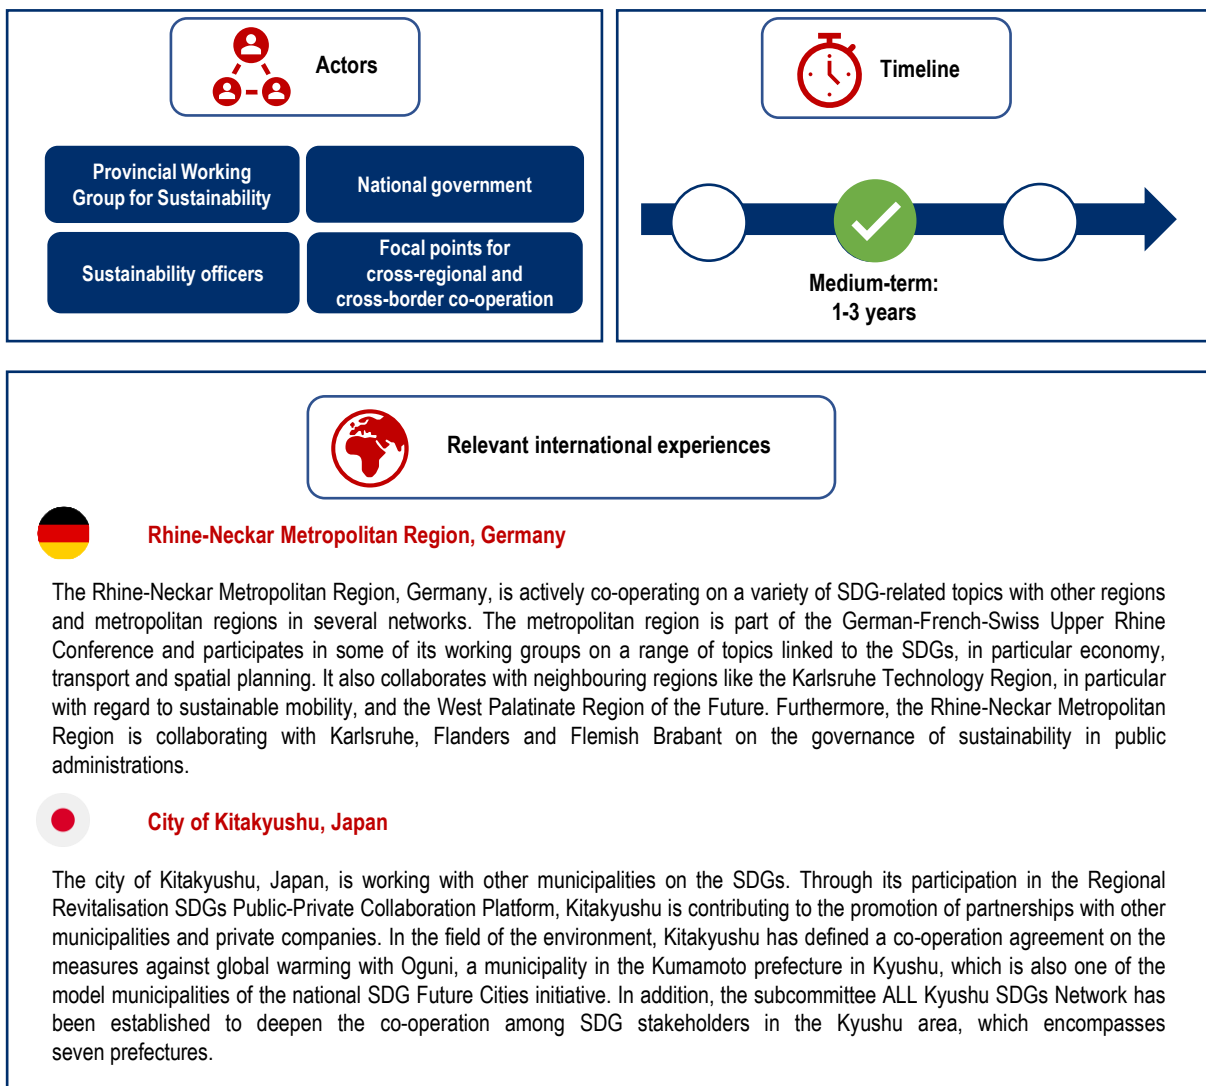 Actors
Provincial Working
Group for Sustainability
National government
Sustainability officers
Focal points for
cross-regional and
cross-border co-operation
Timeline
Medium-term:
1-3 years
Relevant international experiences
Rhine-Neckar Metropolitan Region, Germany
The Rhine-Neckar Metropolitan Region, Germany, is actively co-operating on a variety of SDG-related topics with other regions
and metropolitan regions in several networks. The metropolitan region is part of the German-French-Swiss Upper Rhine
Conference and participates in some of its working groups on a range of topics linked to the SDGs, in particular economy,
transport and spatial planning. It also collaborates with neighbouring regions like the Karlsruhe Technology Region, in particular
with regard to sustainable mobility, and the West Palatinate Region of the Future. Furthermore, the Rhine-Neckar Metropolitan
Region is collaborating with Karlsruhe, Flanders and Flemish Brabant on the governance of sustainability in public
administrations.
City of Kitakyushu, Japan
The city of Kitakyushu, Japan, is working with other municipalities on the SDGs. Through its participation in the Regional
Revitalisation SDGs Public-Private Collaboration Platform, Kitakyushu is contributing to the promotion of partnerships with other
municipalities and private companies. In the field of the environment, Kitakyushu has defined a co-operation agreement on the
measures against global warming with Oguni, a municipality in the Kumamoto prefecture in Kyushu, which is also one of the
model municipalities of the national SDG Future Cities initiative. In addition, the subcommittee ALL Kyushu SDGs Network has
been established to deepen the co-operation among SDG stakeholders in the Kyushu area, which encompasses
seven prefectures.